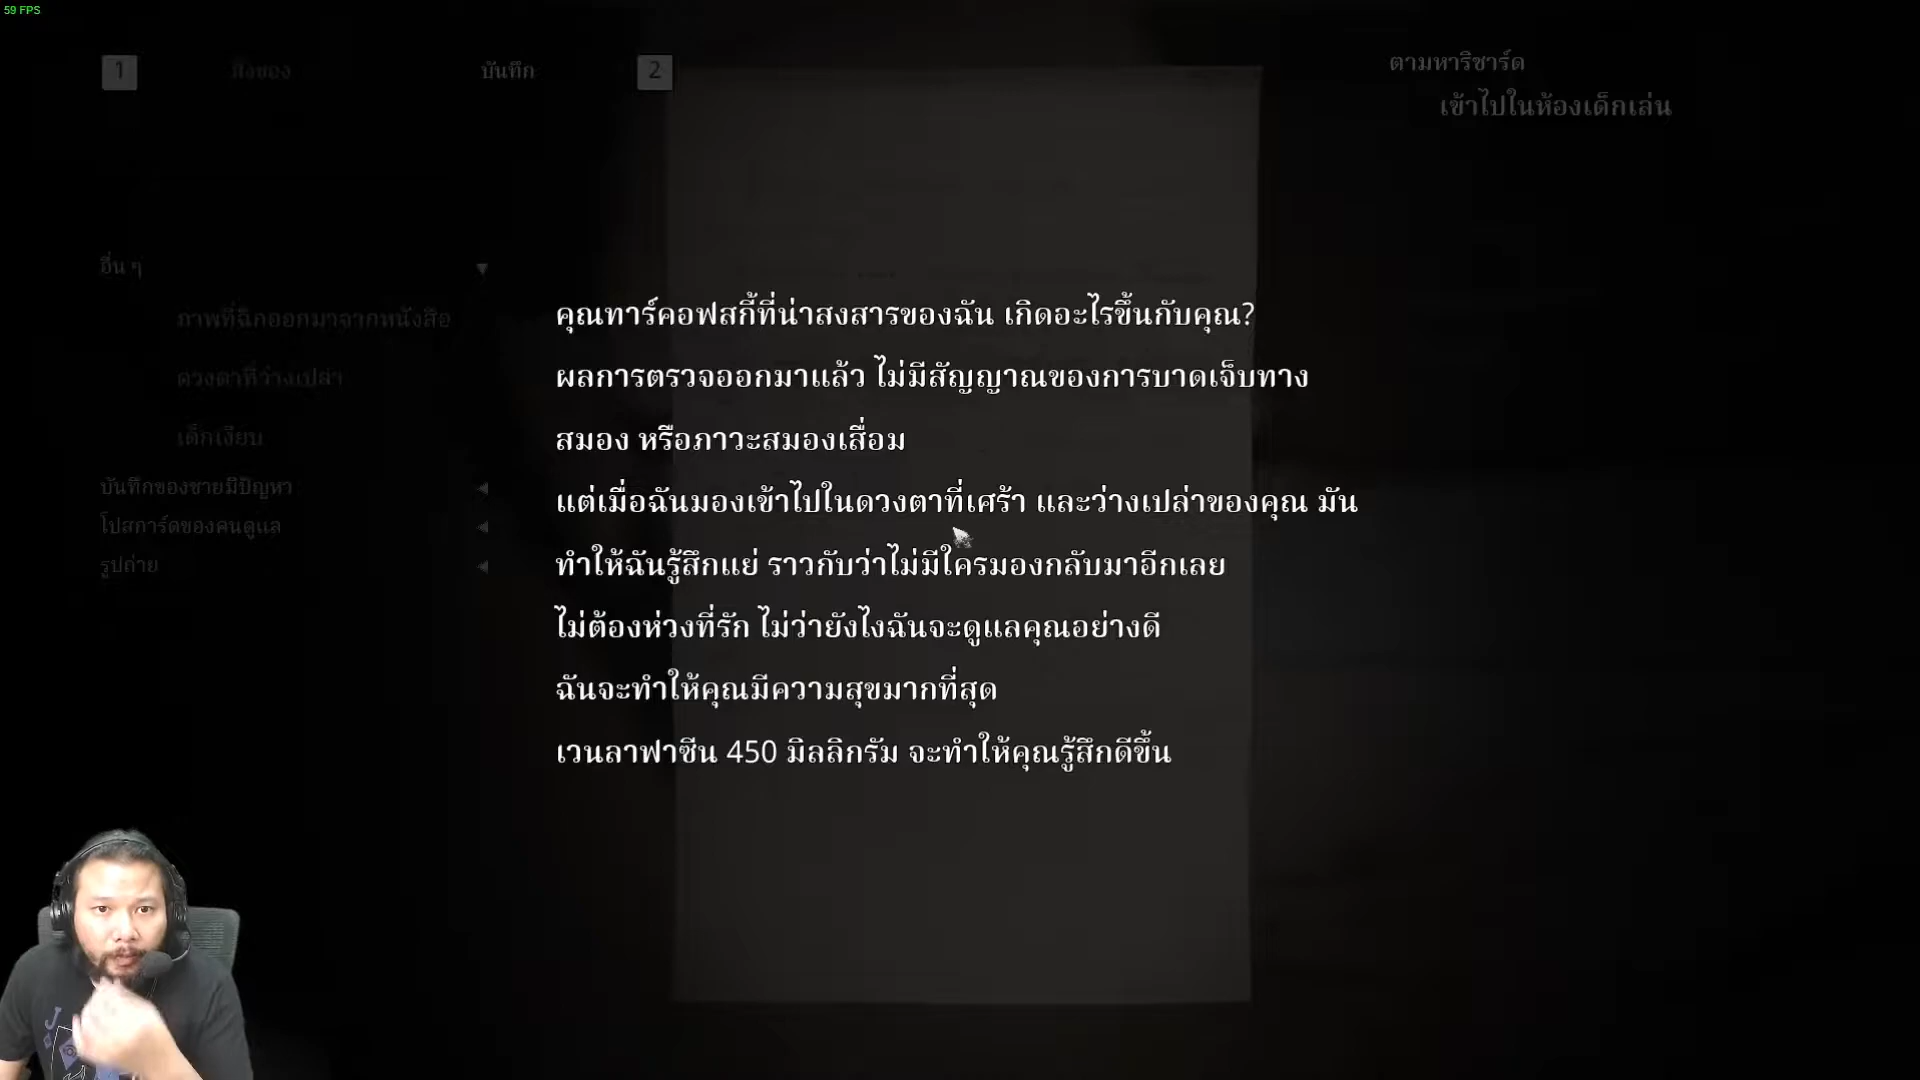 59 FPS
1
สิ่งของ
บันทึก
2
ตามหาริชาร์ด
เข้าไปในห้องเด็กเล่น
อื่น ๆ
ภาพที่ฉีกออกมาจากหนังสือ
ดวงตาที่ว่างเปล่า
เด็กเงียบ
บันทึกของชายมีปัญหา
โปสการ์ดของคนดูแล
รูปถ่าย
คุณทาร์คอฟสกี้ที่น่าสงสารของฉัน เกิดอะไรขึ้นกับคุณ?
ผลการตรวจออกมาแล้ว ไม่มีสัญญาณของการบาดเจ็บทาง
สมอง หรือภาวะสมองเสื่อม
แต่เมื่อฉันมองเข้าไปในดวงตาที่เศร้า และว่างเปล่าของคุณ มัน
ทำให้ฉันรู้สึกแย่ ราวกับว่าไม่มีใครมองกลับมาอีกเลย
ไม่ต้องห่วงที่รัก ไม่ว่ายังไงฉันจะดูแลคุณอย่างดี
ฉันจะทำให้คุณมีความสุขมากที่สุด
เวนลาฟาซีน 450 มิลลิกรัม จะทำให้คุณรู้สึกดีขึ้น